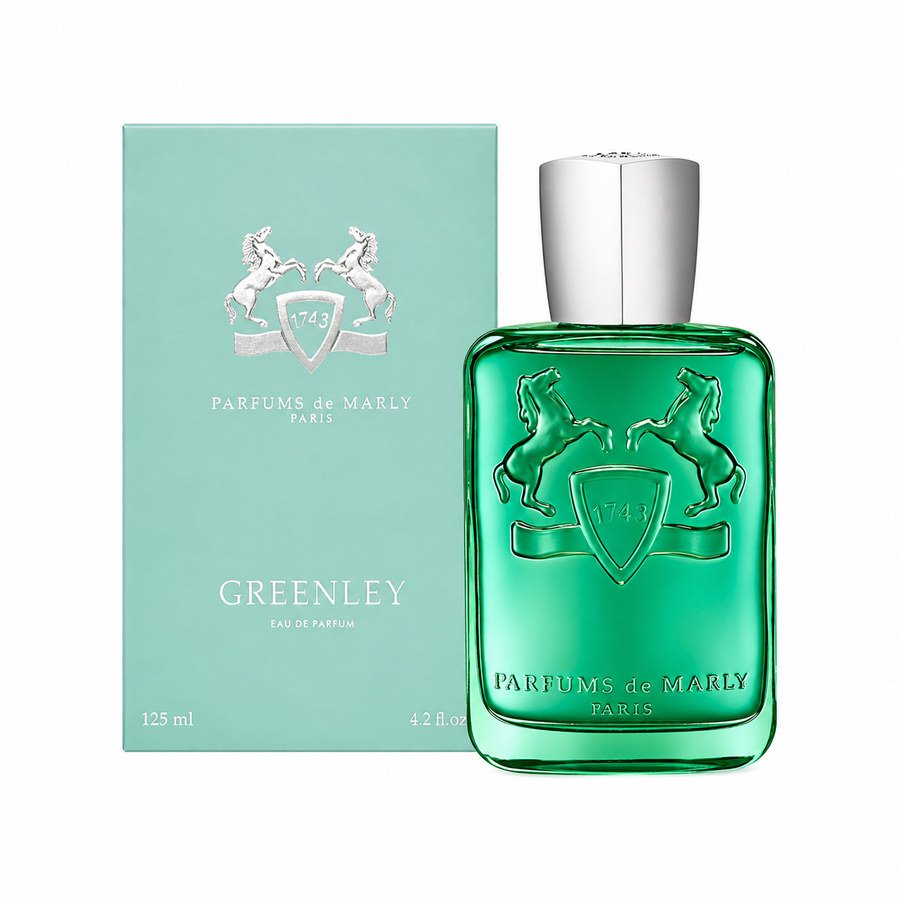 1743
PARFUMS de MARLY
PARIS
GREENLEY
EAU DE PARFUM
125 ml
4.2 fl.oz
1743
PARFUMS de MARLY
PARIS